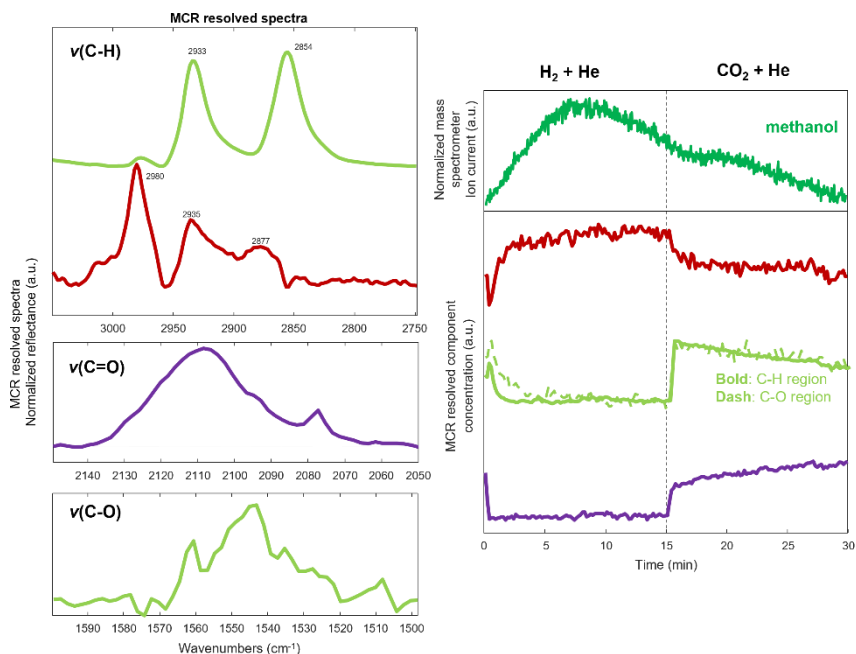 MCR resolved spectra
ν(C-H)
2933
2854
2980
2935
2877
3000 2950 2900 2850 2800 2750
MCR resolved spectra
Normalized reflectance (a.u.)
ν(C=O)
2140 2130 2120 2110 2100 2090 2080 2070 2060 2050
ν(C-O)
1590 1580 1570 1560 1550 1540 1530 1520 1510 1500
Wavenumbers (cm⁻¹)
H₂ + He
CO₂ + He
Normalized mass
spectrometer
Ion current (a.u.)
methanol
MCR resolved component
concentration (a.u.)
Bold: C-H region
Dash: C-O region
0 5 10 15 20 25 30
Time (min)